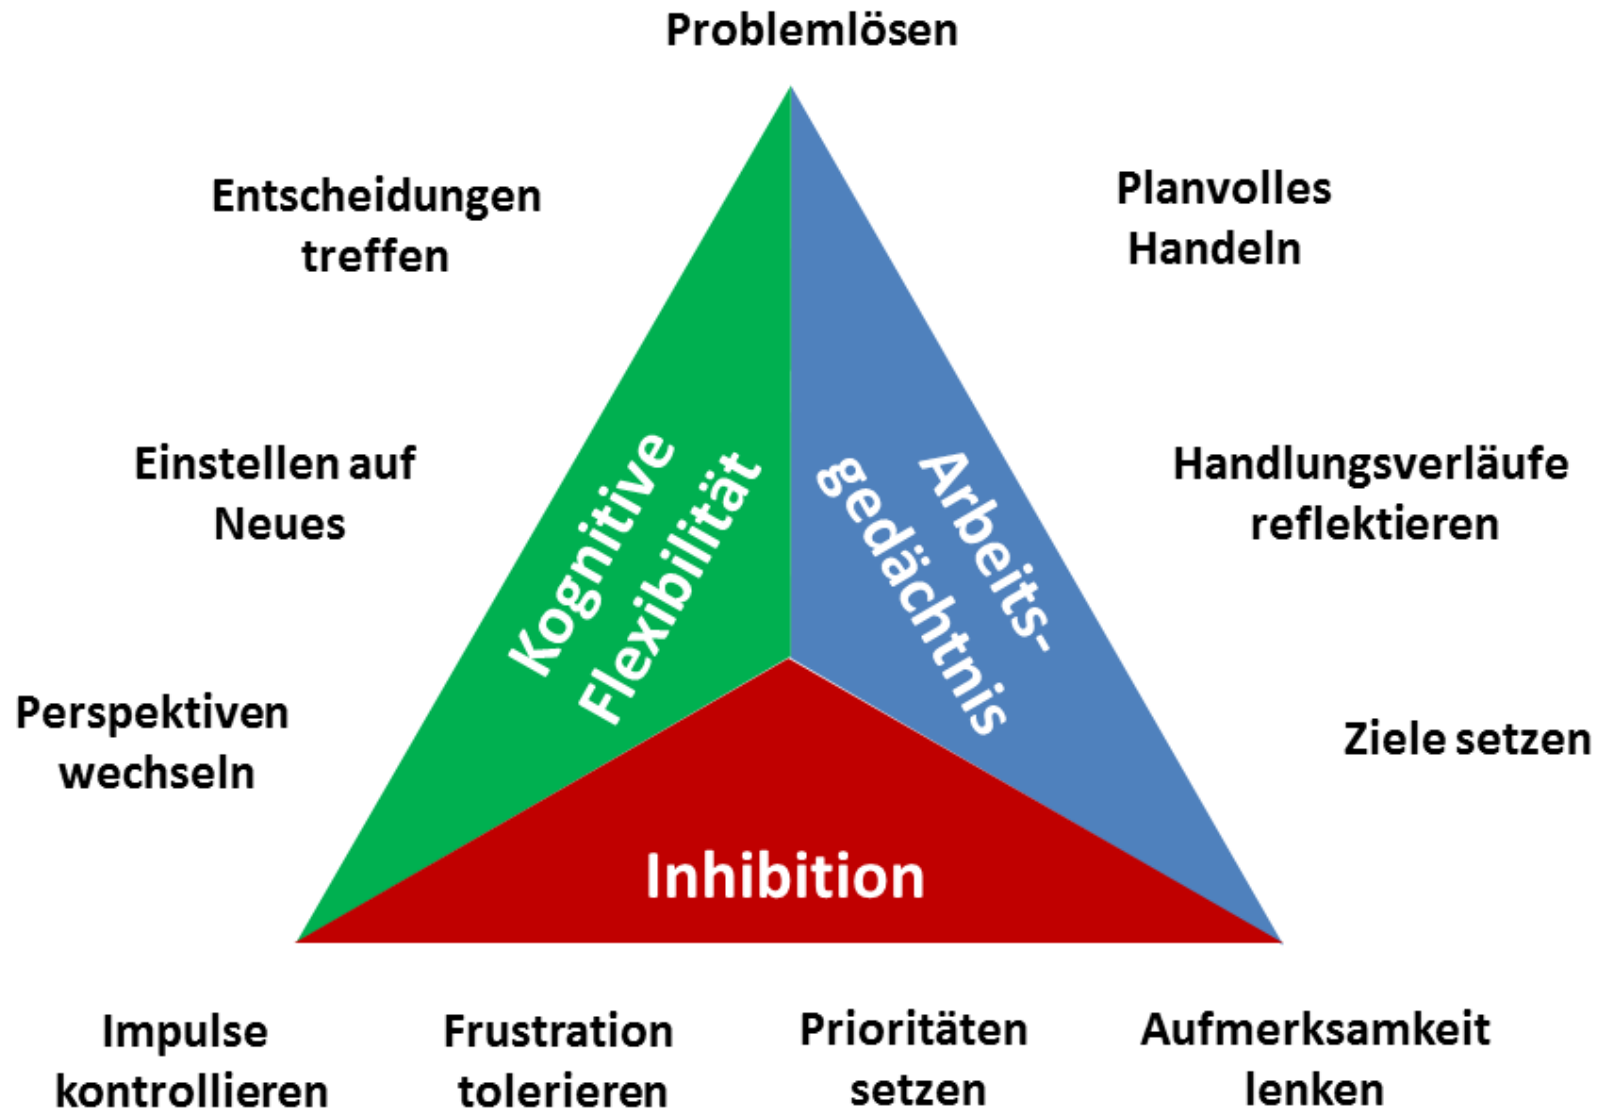 Problemlösen
Entscheidungen
treffen
Planvolles
Handeln
Einstellen auf
Neues
Kognitive
Flexibilität
Arbeits-
gedächtnis
Handlungsverläufe
reflektieren
Perspektiven
wechseln
Ziele setzen
Inhibition
Impulse
kontrollieren
Frustration
tolerieren
Prioritäten
setzen
Aufmerksamkeit
lenken